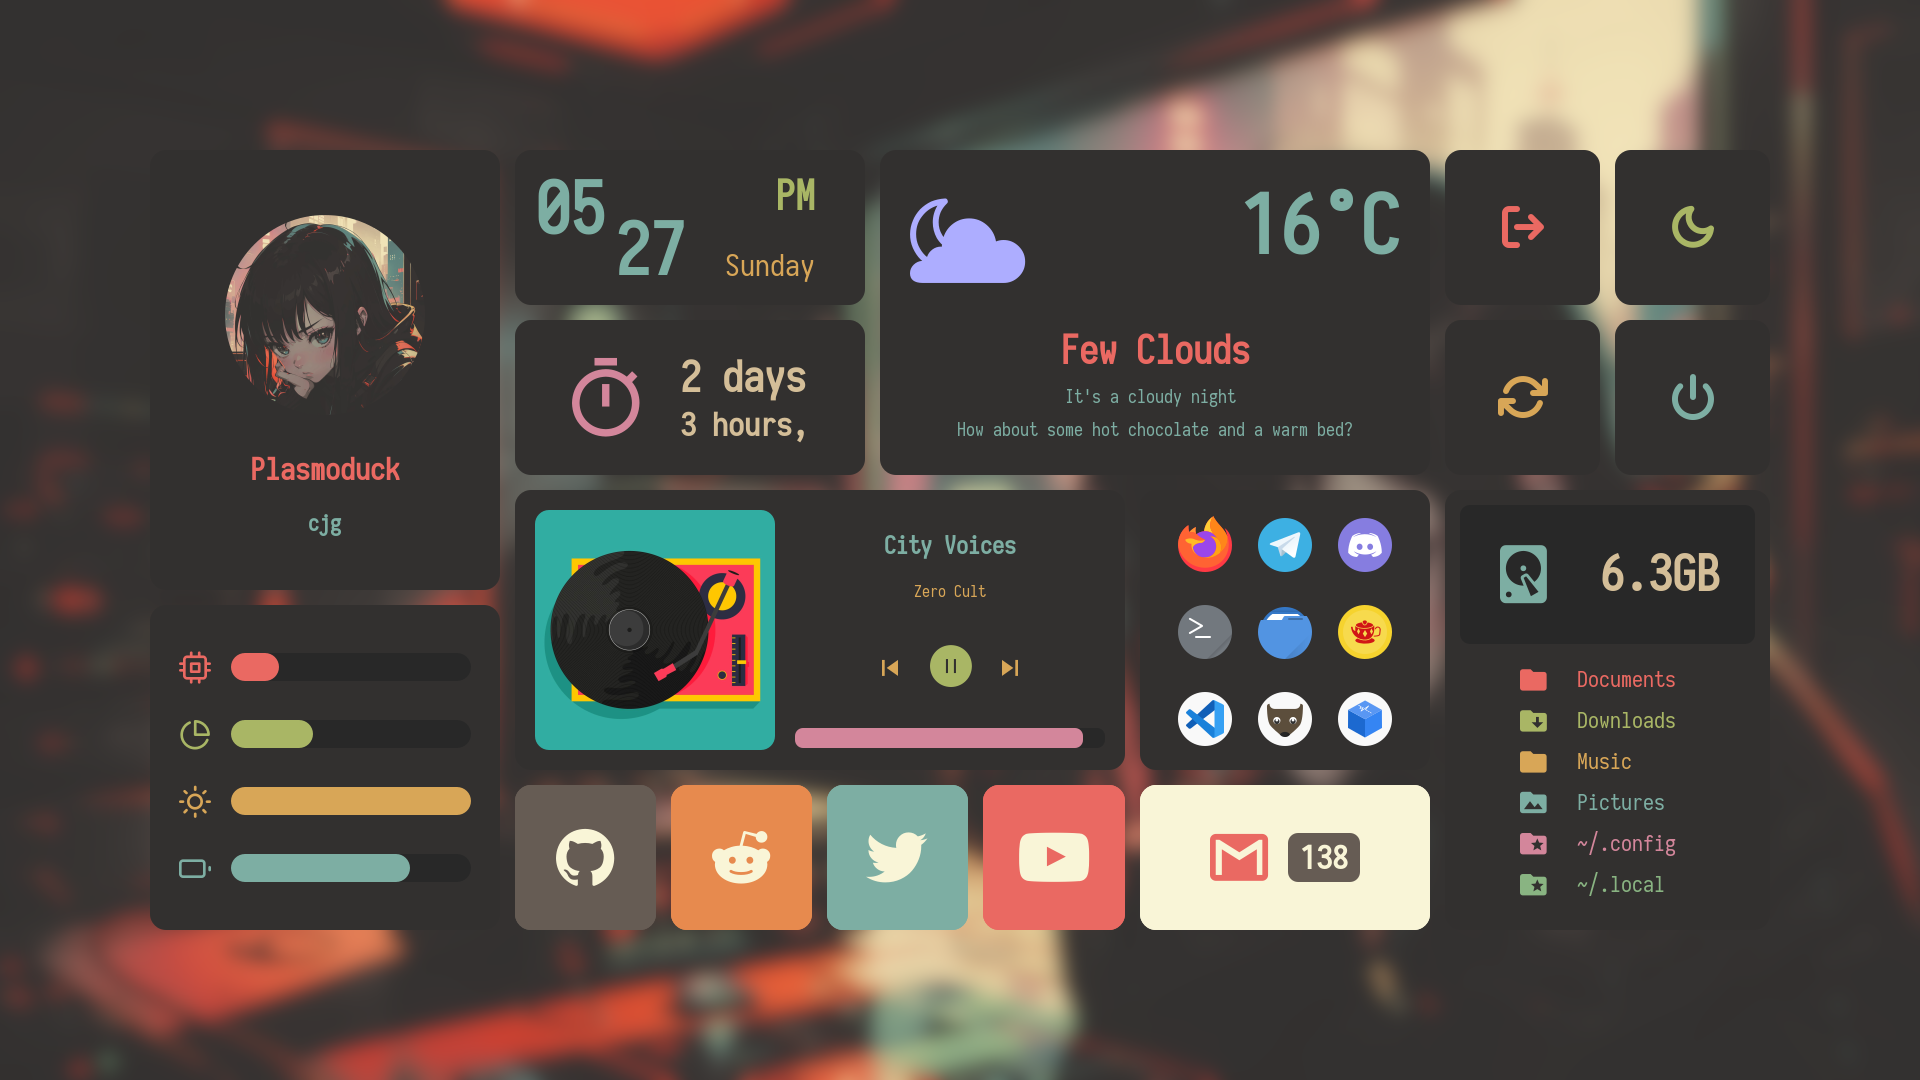 Plasmoduck
cjg
05
27
PM
Sunday
2 days
3 hours,
16°C
Few Clouds
It's a cloudy night
How about some hot chocolate and a warm bed?
City Voices
Zero Cult
138
6.3GB
Documents
Downloads
Music
Pictures
~/.config
~/.local